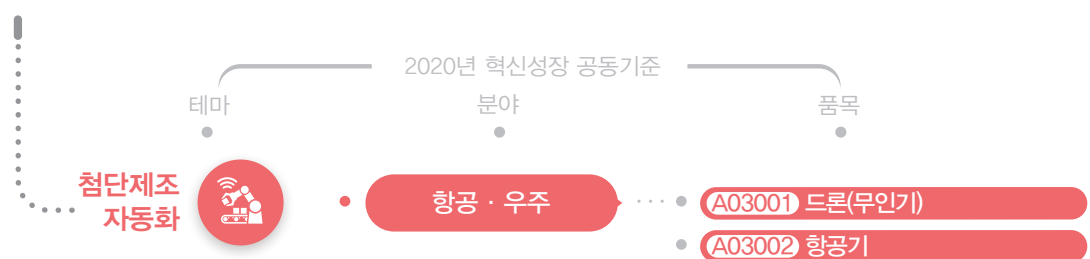 2020년 혁신성장 공동기준
테마
분야
품목
첨단제조
자동화
항공 · 우주
A03001 드론(무인기)
A03002 항공기